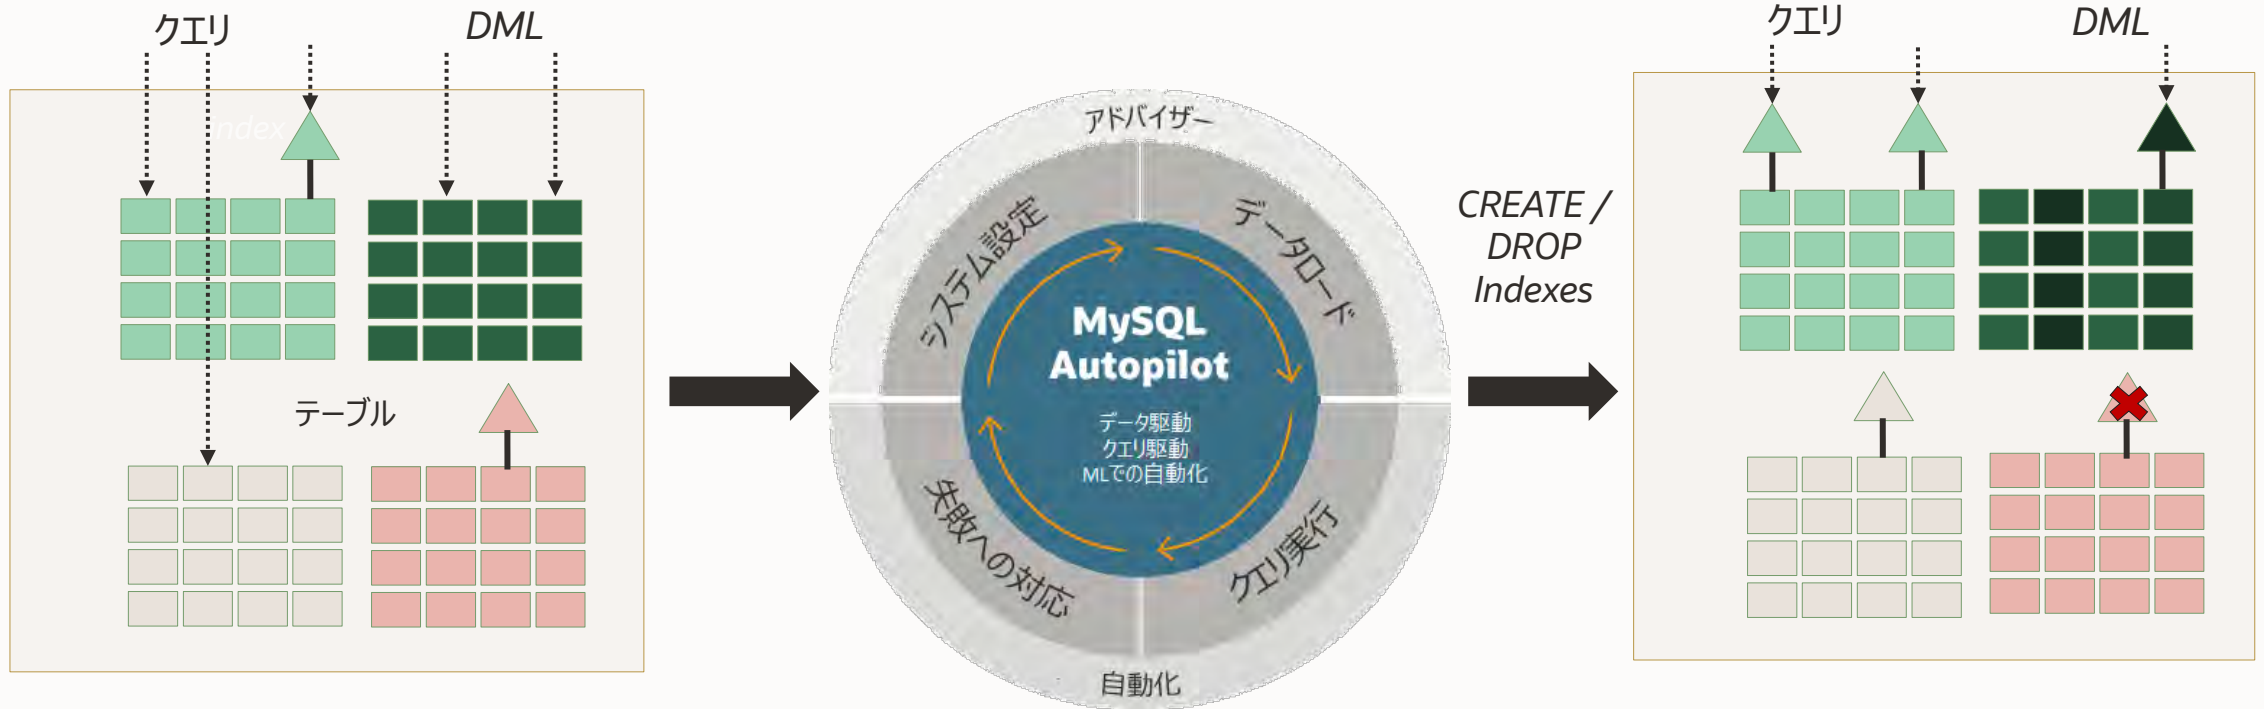 クエリ
DML
index
テーブル
アドバイザー
システム設定
データロード
MySQL
Autopilot
データ駆動
クエリ駆動
MLでの自動化
失敗への対応
クエリ実行
自動化
CREATE /
DROP
Indexes
クエリ
DML